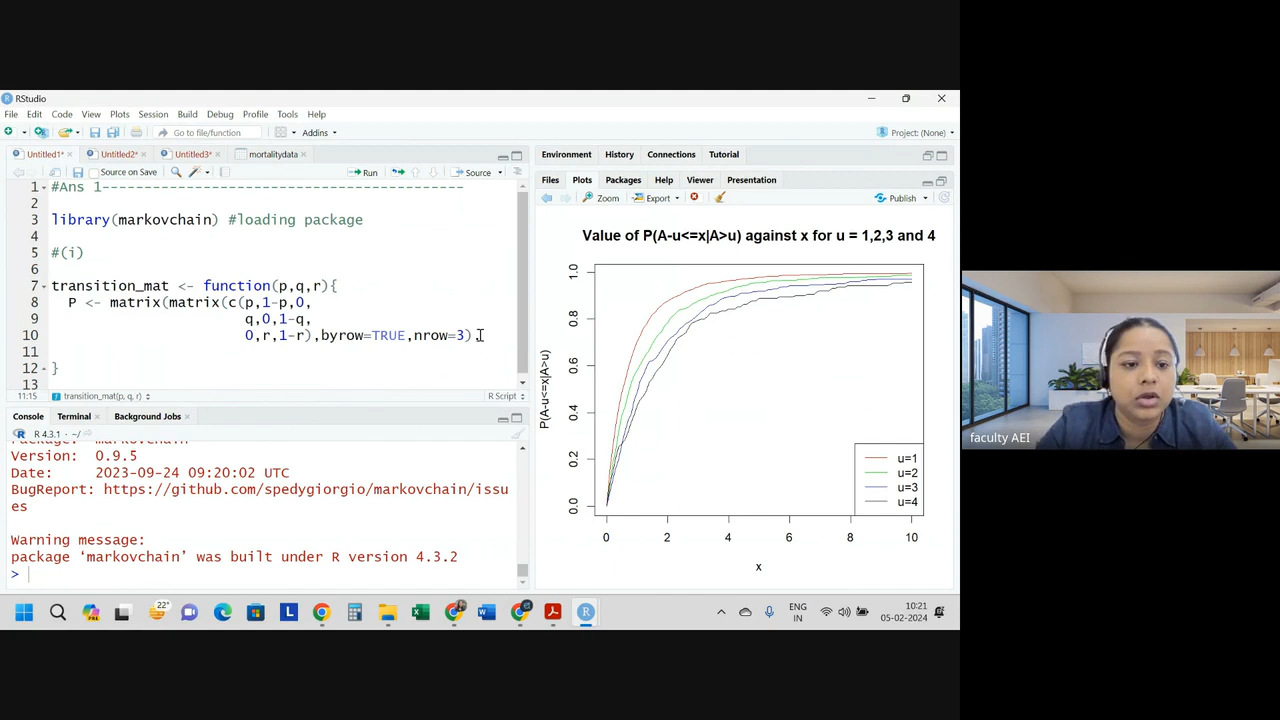 RStudio
File Edit Code View Plots Session Build Debug Profile Tools Help
Go to file/function Addins Project: (None)
Untitled1* Untitled2* Untitled3* mortalitydata
Source on Save Run Source
1 #Ans 1-------------------------------------------
2
3 library(markovchain) #loading package
4
5 #(i)
6
7 transition_mat <- function(p,q,r){
8 P <- matrix(matrix(c(p,1-p,0,
9 q,0,1-q,
10 0,r,1-r),byrow=TRUE,nrow=3),
11
12 }
13
11:15 transition_mat(p, q, r) R Script
Console Terminal Background Jobs
R 4.3.1 · ~/
Package: markovchain
Version: 0.9.5
Date: 2023-09-24 09:20:02 UTC
BugReport: https://github.com/spedygiorgio/markovchain/issu
es
Warning message:
package ‘markovchain’ was built under R version 4.3.2
>
Environment History Connections Tutorial
Files Plots Packages Help Viewer Presentation
Zoom Export Publish
Value of P(A-u<=x|A>u) against x for u = 1,2,3 and 4
P(A-u<=x|A>u)
1.0
0.8
0.6
0.4
0.2
0.0
0 2 4 6 8 10
x
u=1
u=2
u=3
u=4
faculty AEI
22°
PRE
L
ENG
IN
10:21
05-02-2024